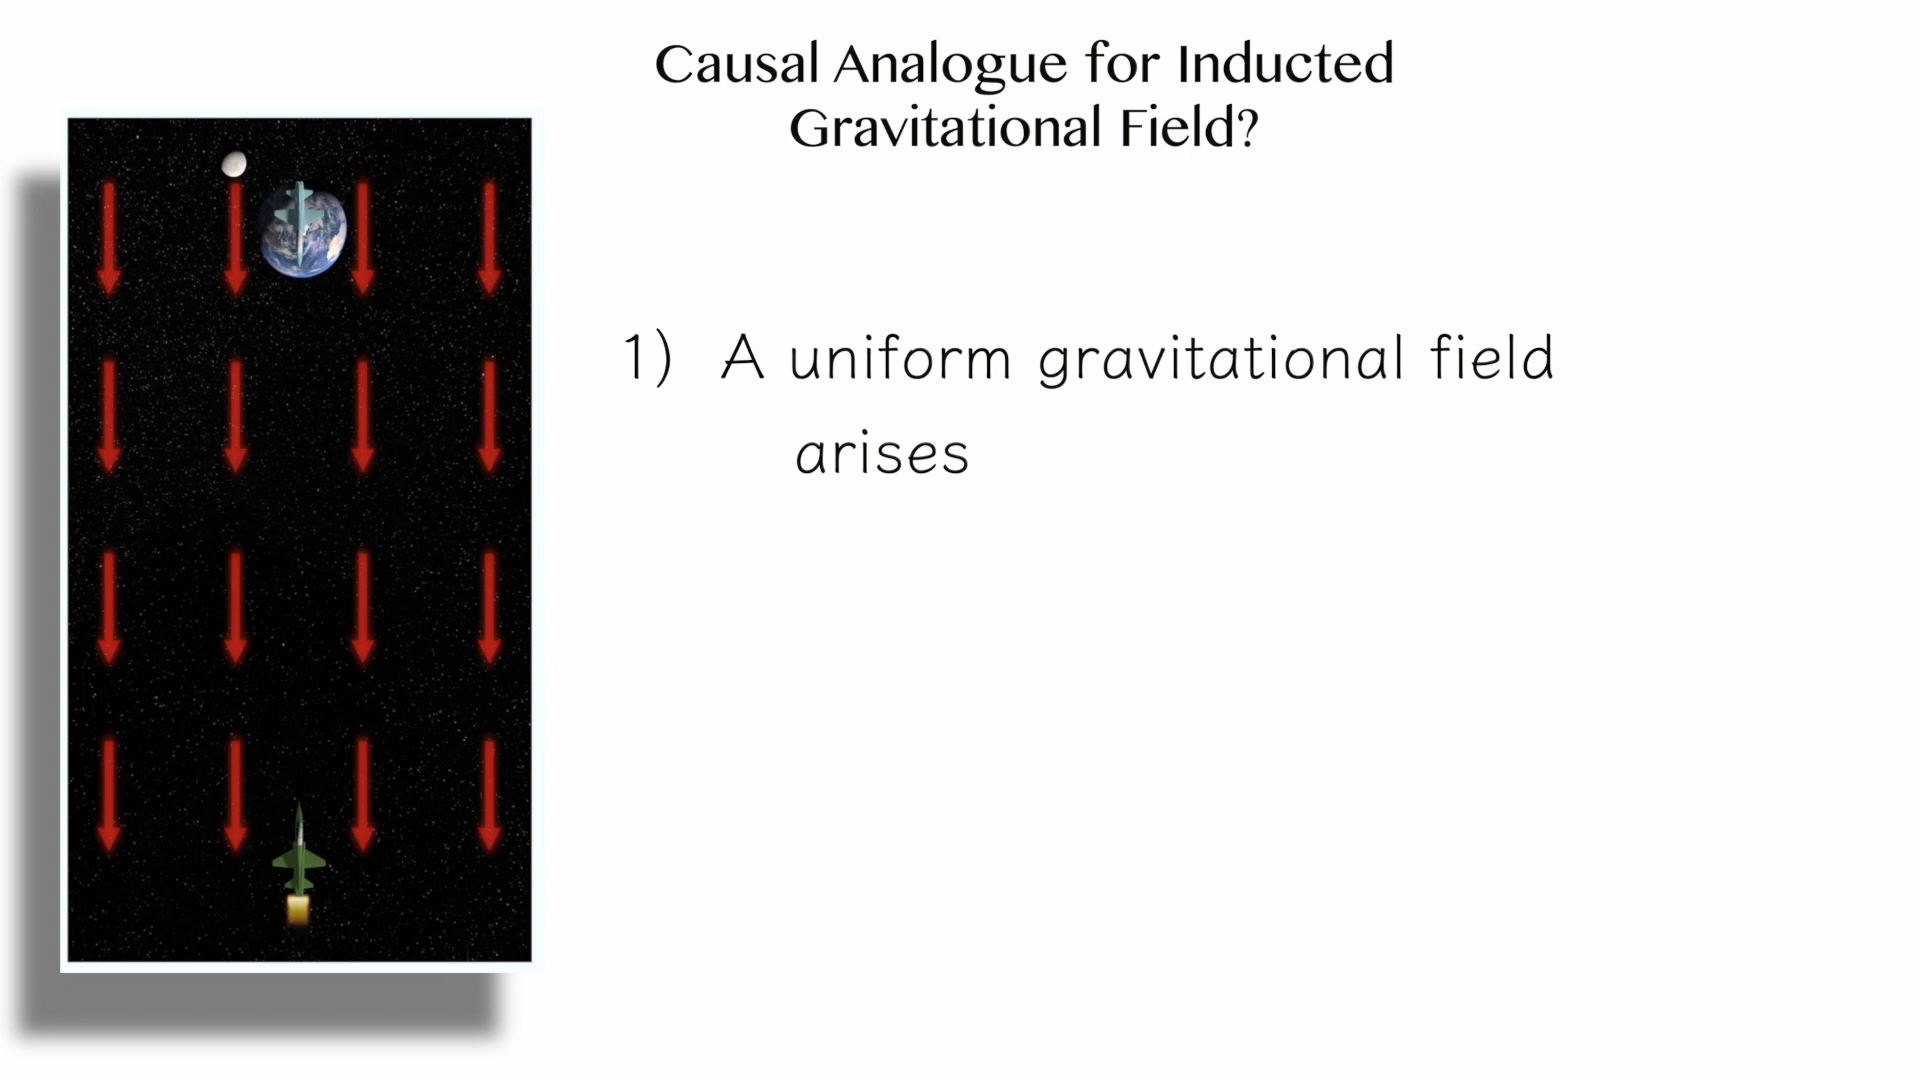 Causal Analogue for Inducted
Gravitational Field?
1) A uniform gravitational field
arises